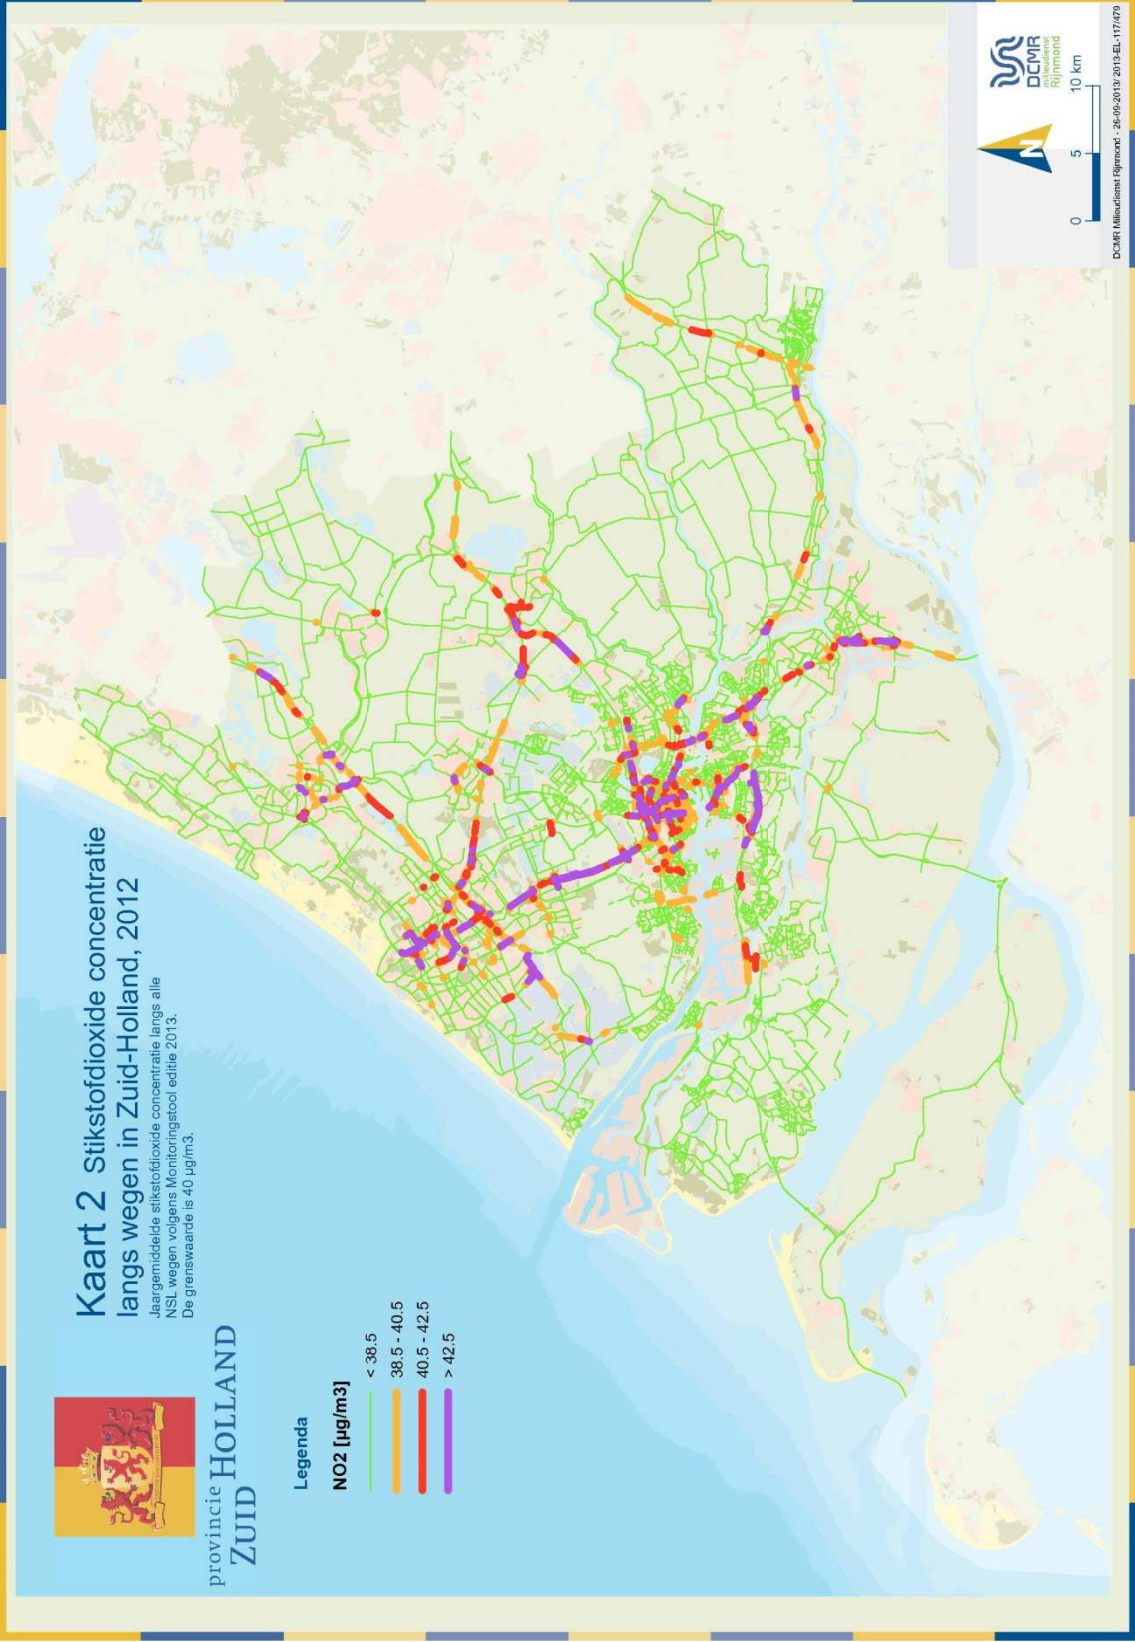 Kaart 2 Stikstofdioxide concentratie
langs wegen in Zuid-Holland, 2012
Jaargemiddelde stikstofdioxide concentratie langs alle
NSL wegen volgens Monitoringstool editie 2013.
De grenswaarde is 40 µg/m3.
provincie HOLLAND
ZUID
Legenda
NO2 [µg/m3]
< 38.5
38.5 - 40.5
40.5 - 42.5
> 42.5
DCMR
milieudienst
Rijnmond
N
0 5 10 km
DCMR Milieudienst Rijnmond - 26-09-2013/ 2013-EL-117/479